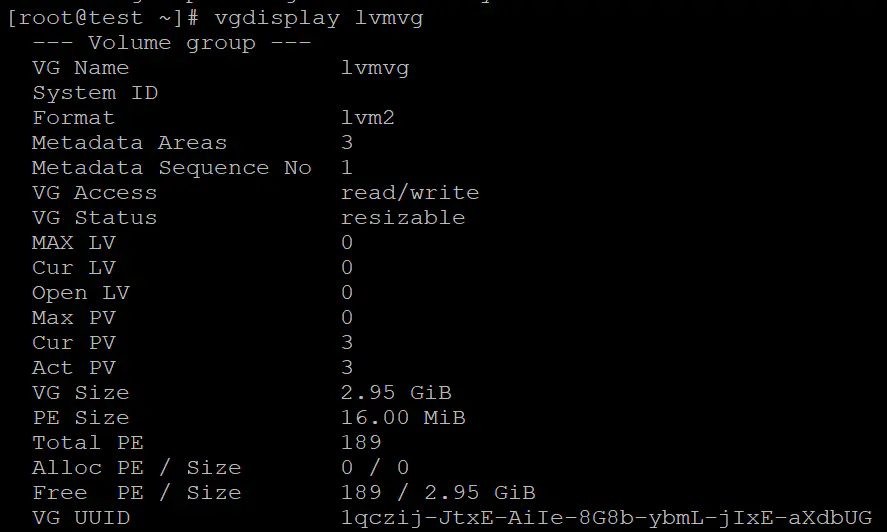 [root@test ~]# vgdisplay lvmvg
--- Volume group ---
VG Name lvmvg
System ID
Format lvm2
Metadata Areas 3
Metadata Sequence No 1
VG Access read/write
VG Status resizable
MAX LV 0
Cur LV 0
Open LV 0
Max PV 0
Cur PV 3
Act PV 3
VG Size 2.95 GiB
PE Size 16.00 MiB
Total PE 189
Alloc PE / Size 0 / 0
Free PE / Size 189 / 2.95 GiB
VG UUID 1qczij-JtxE-AiIe-8G8b-ybmL-jIxE-aXdbUG